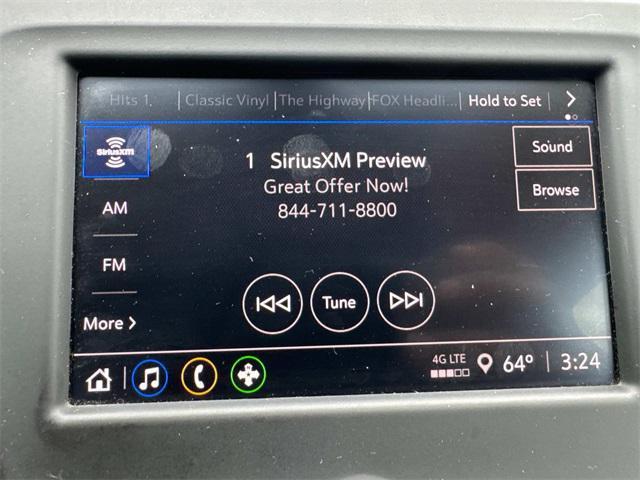 Hits 1 Classic Vinyl The Highway FOX Headli... Hold to Set
SiriusXM
1 SiriusXM Preview
Sound
Great Offer Now!
Browse
AM
844-711-8800
FM
Tune
More
4G LTE
64° 3:24